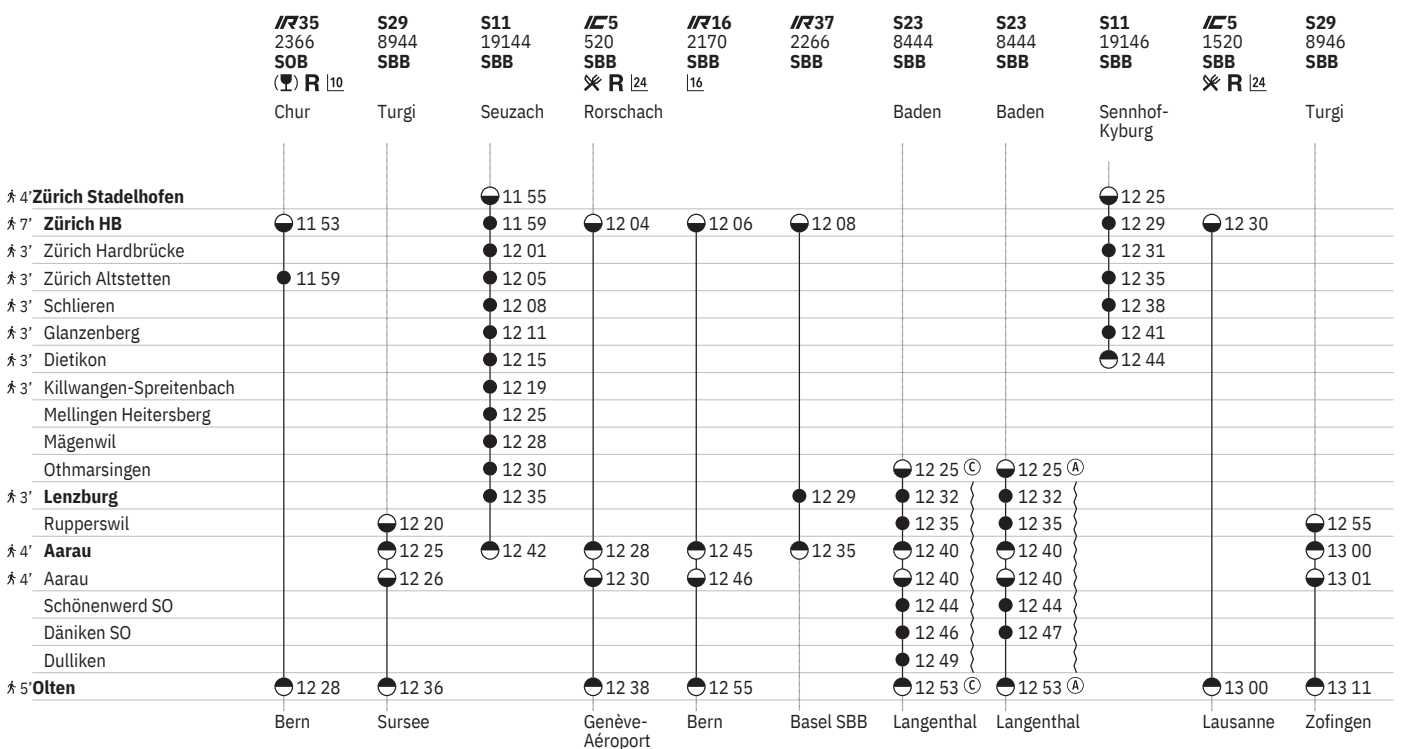 IR35 S29 S11 IC5 IR16 IR37 S23 S23 S11 IC5 S29
2366 8944 19144 520 2170 2266 8444 8444 19146 1520 8946
SOB SBB SBB SBB SBB SBB SBB SBB SBB SBB SBB
R 10 R 24 16 R 24
Chur Turgi Seuzach Rorschach Baden Baden Sennhof- Turgi
Kyburg
4’ Zürich Stadelhofen 11 55 12 25
7’ Zürich HB 11 53 11 59 12 04 12 06 12 08 12 29 12 30
3’ Zürich Hardbrücke 12 01 12 31
3’ Zürich Altstetten 11 59 12 05 12 35
3’ Schlieren 12 08 12 38
3’ Glanzenberg 12 11 12 41
3’ Dietikon 12 15 12 44
3’ Killwangen-Spreitenbach 12 19
Mellingen Heitersberg 12 25
Mägenwil 12 28
Othmarsingen 12 30 12 25 C 12 25 A
3’ Lenzburg 12 35 12 29 12 32 12 32
Rupperswil 12 20 12 35 12 35 12 55
4’ Aarau 12 25 12 42 12 28 12 45 12 35 12 40 12 40 13 00
4’ Aarau 12 26 12 30 12 46 12 40 12 40 13 01
Schönenwerd SO 12 44 12 44
Däniken SO 12 46 12 47
Dulliken 12 49
5’ Olten 12 28 12 36 12 38 12 55 12 53 C 12 53 A 13 00 13 11
Bern Sursee Genève- Bern Basel SBB Langenthal Langenthal Lausanne Zofingen
Aéroport